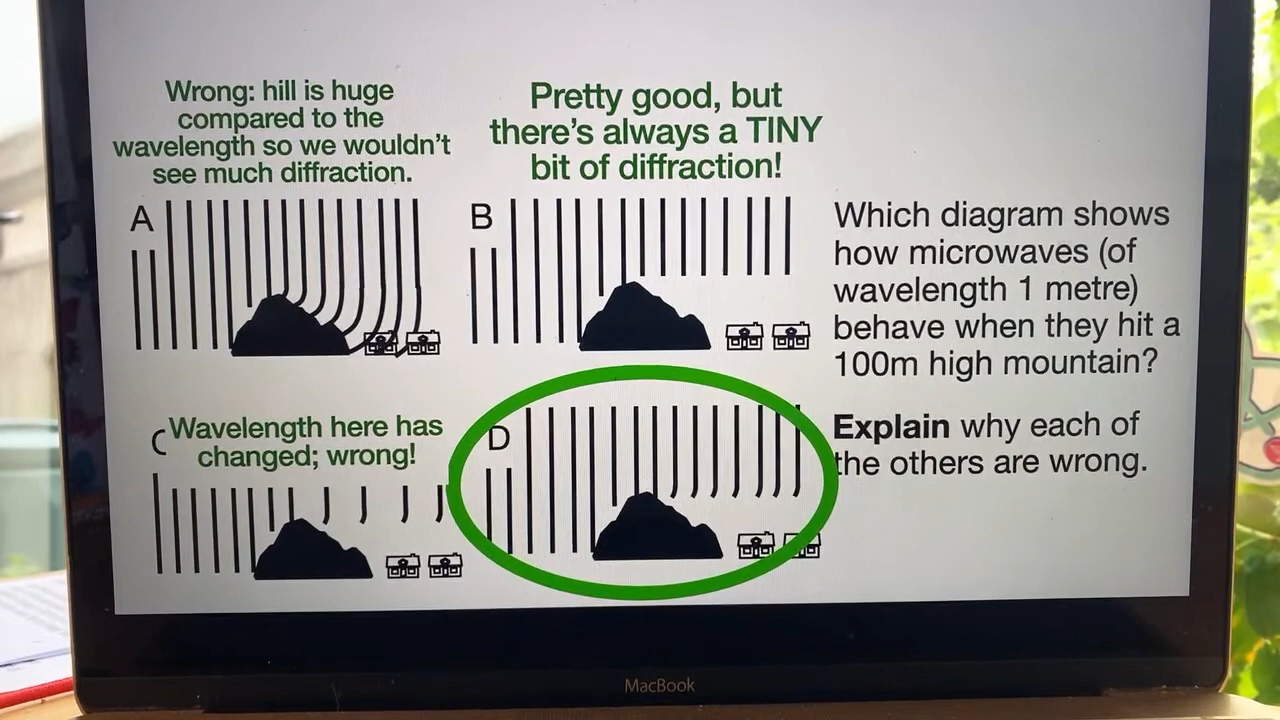 Wrong: hill is huge
compared to the
wavelength so we wouldn't
see much diffraction.
Pretty good, but
there's always a TINY
bit of diffraction!
A
B
Which diagram shows
how microwaves (of
wavelength 1 metre)
behave when they hit a
100m high mountain?
C
Wavelength here has
changed; wrong!
D
Explain why each of
the others are wrong.
MacBook